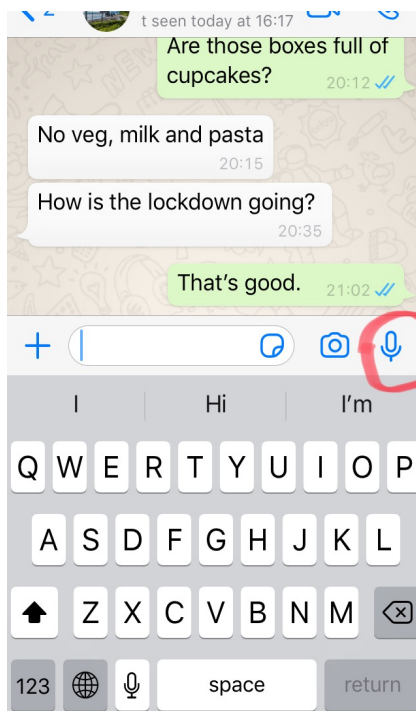 t seen today at 16:17
Are those boxes full of
cupcakes?
20:12
No veg, milk and pasta
20:15
How is the lockdown going?
20:35
That’s good.
21:02
I
Hi
I’m
Q W E R T Y U I O P
A S D F G H J K L
Z X C V B N M
123
space
return